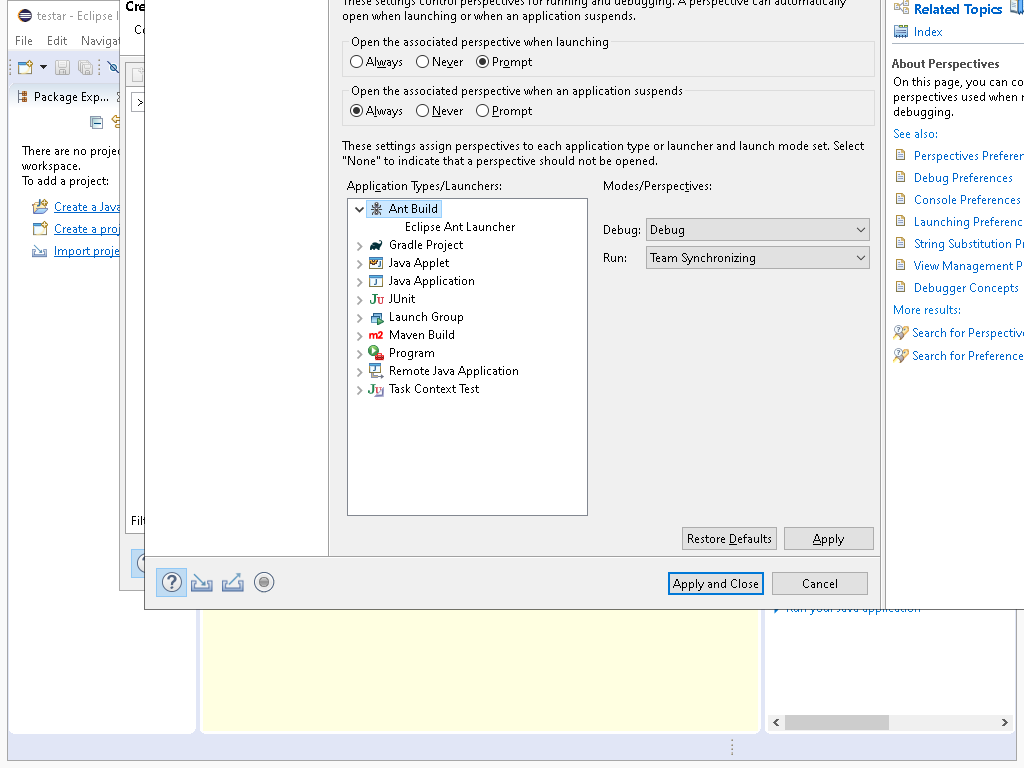 testar - Eclipse I
File Edit Navigat
Package Exp...
There are no proje
workspace.
To add a project:
Create a Java
Create a proj
Import proje
Cre
Co
>
Filt
These settings control perspectives for running and debugging. A perspective can automatically
open when launching or when an application suspends.
Open the associated perspective when launching
Always Never Prompt
Open the associated perspective when an application suspends
Always Never Prompt
These settings assign perspectives to each application type or launcher and launch mode set. Select
"None" to indicate that a perspective should not be opened.
Application Types/Launchers:
Ant Build
Eclipse Ant Launcher
Gradle Project
Java Applet
Java Application
JUnit
Launch Group
Maven Build
Program
Remote Java Application
Task Context Test
Modes/Perspectives:
Debug: Debug
Run: Team Synchronizing
Restore Defaults Apply
Apply and Close Cancel
Related Topics
Index
About Perspectives
On this page, you can co
perspectives used when r
debugging.
See also:
Perspectives Preferen
Debug Preferences
Console Preferences
Launching Preferenc
String Substitution Pr
View Management P
Debugger Concepts
More results:
Search for Perspective
Search for Preference
Run your Java application